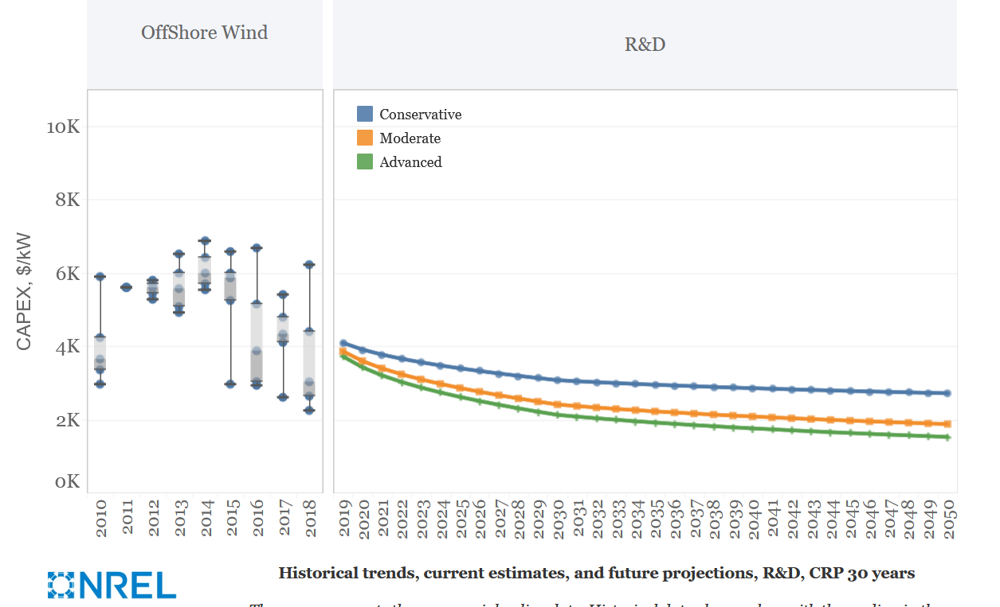 OffShore Wind
R&D
Conservative
Moderate
Advanced
CAPEX, $/kW
10K
8K
6K
4K
2K
0K
2010 2011 2012 2013 2014 2015 2016 2017 2018
2019 2020 2021 2022 2023 2024 2025 2026 2027 2028 2029 2030 2031 2032 2033 2034 2035 2036 2037 2038 2039 2040 2041 2042 2043 2044 2045 2046 2047 2048 2049 2050
NREL
Historical trends, current estimates, and future projections, R&D, CRP 30 years